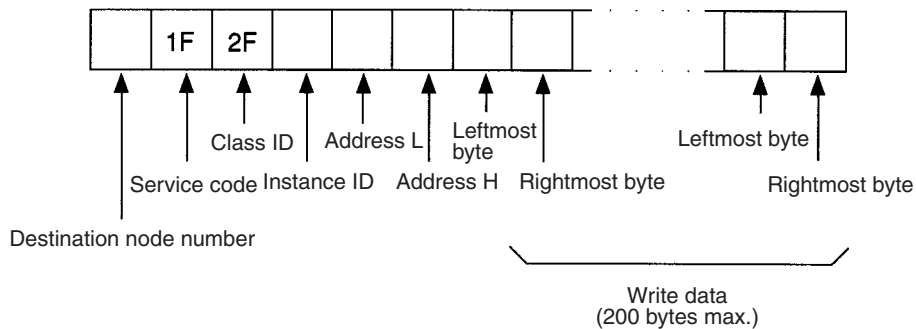 1F 2F
Class ID
Address L
Leftmost
byte
Leftmost byte
Service code
Instance ID
Address H
Rightmost byte
Rightmost byte
Destination node number
Write data
(200 bytes max.)